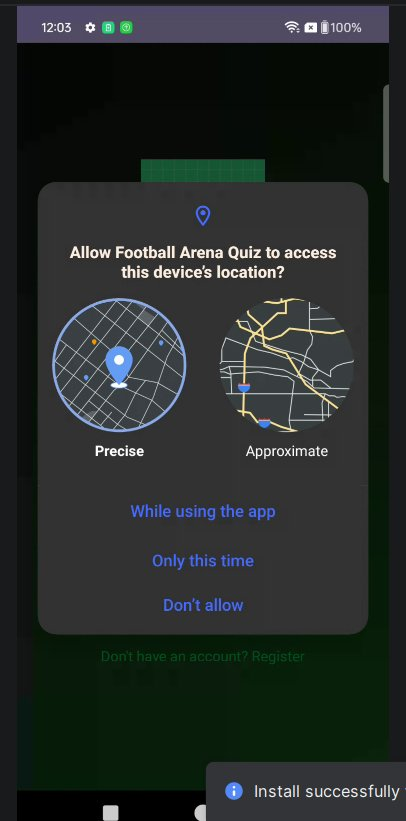 12:03
100%
Allow Football Arena Quiz to access
this device's location?
Precise
Approximate
While using the app
Only this time
Don't allow
Don't have an account? Register
Install successfully